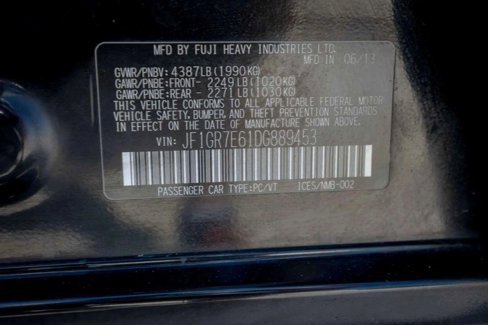 MFD BY FUJI HEAVY INDUSTRIES LTD.
MFD IN 06/13
GVWR/PNBV: 4387LB(1990KG)
GAWR/PNBE:FRONT- 2249LB(1020KG)
GAWR/PNBE:REAR - 2271LB(1030KG)
THIS VEHICLE CONFORMS TO ALL APPLICABLE FEDERAL MOTOR
VEHICLE SAFETY, BUMPER, AND THEFT PREVENTION STANDARDS
IN EFFECT ON THE DATE OF MANUFACTURE SHOWN ABOVE.
VIN: JF1GR7E61DG889453
PASSENGER CAR TYPE:PC/VT ICES/NMB-002